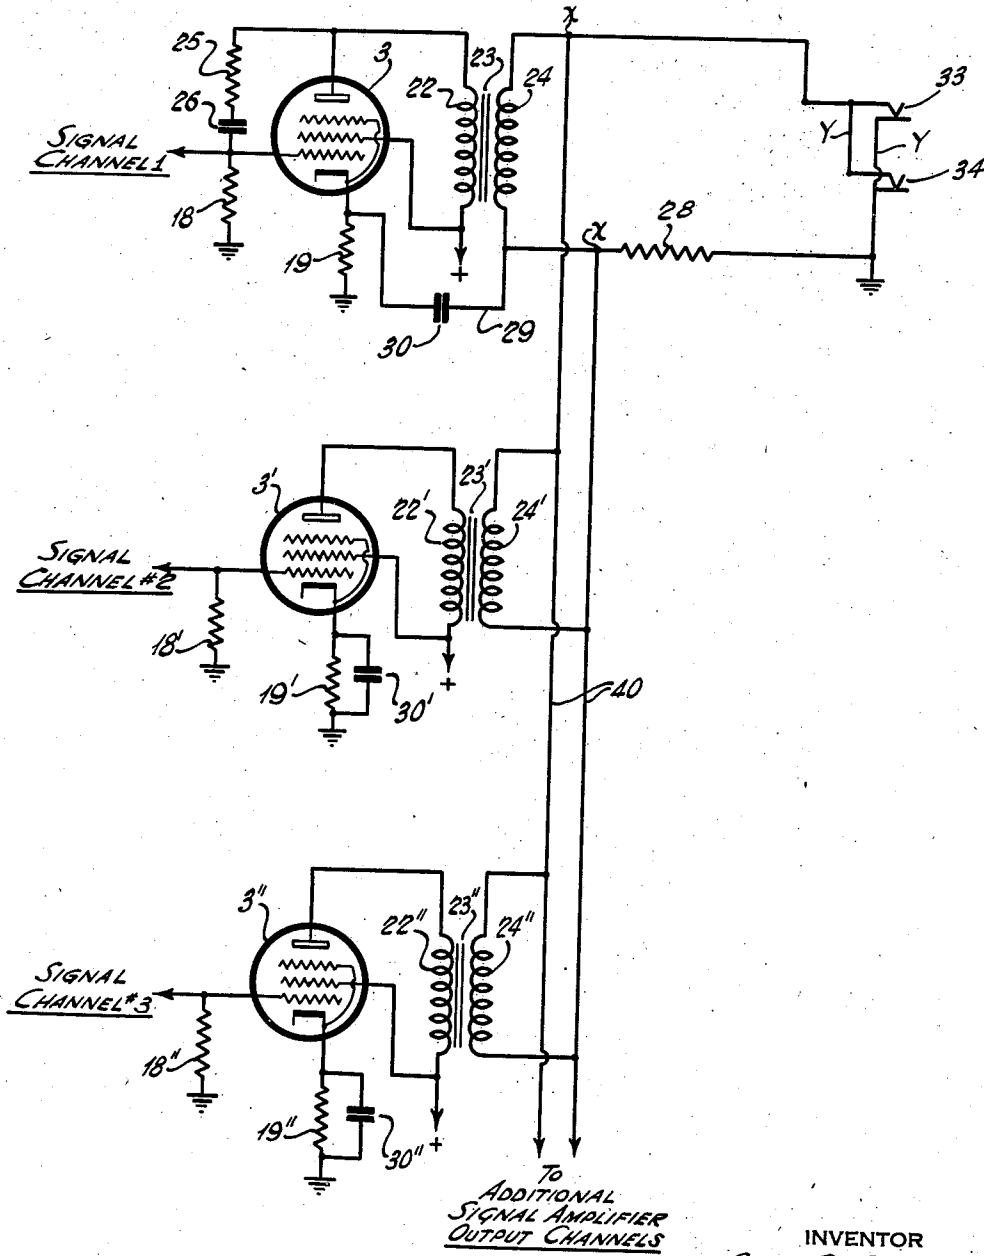 x
25
3
23
22
24
33
26
SIGNAL
CHANNEL 1
Y
Y
34
18
19
x
28
+
30
29
3'
23'
22'
24'
SIGNAL
CHANNEL #2
18'
19'
30'
+
40
3"
23"
22"
24"
SIGNAL
CHANNEL #3
18"
19"
30"
+
TO
ADDITIONAL
SIGNAL AMPLIFIER
OUTPUT CHANNELS
INVENTOR